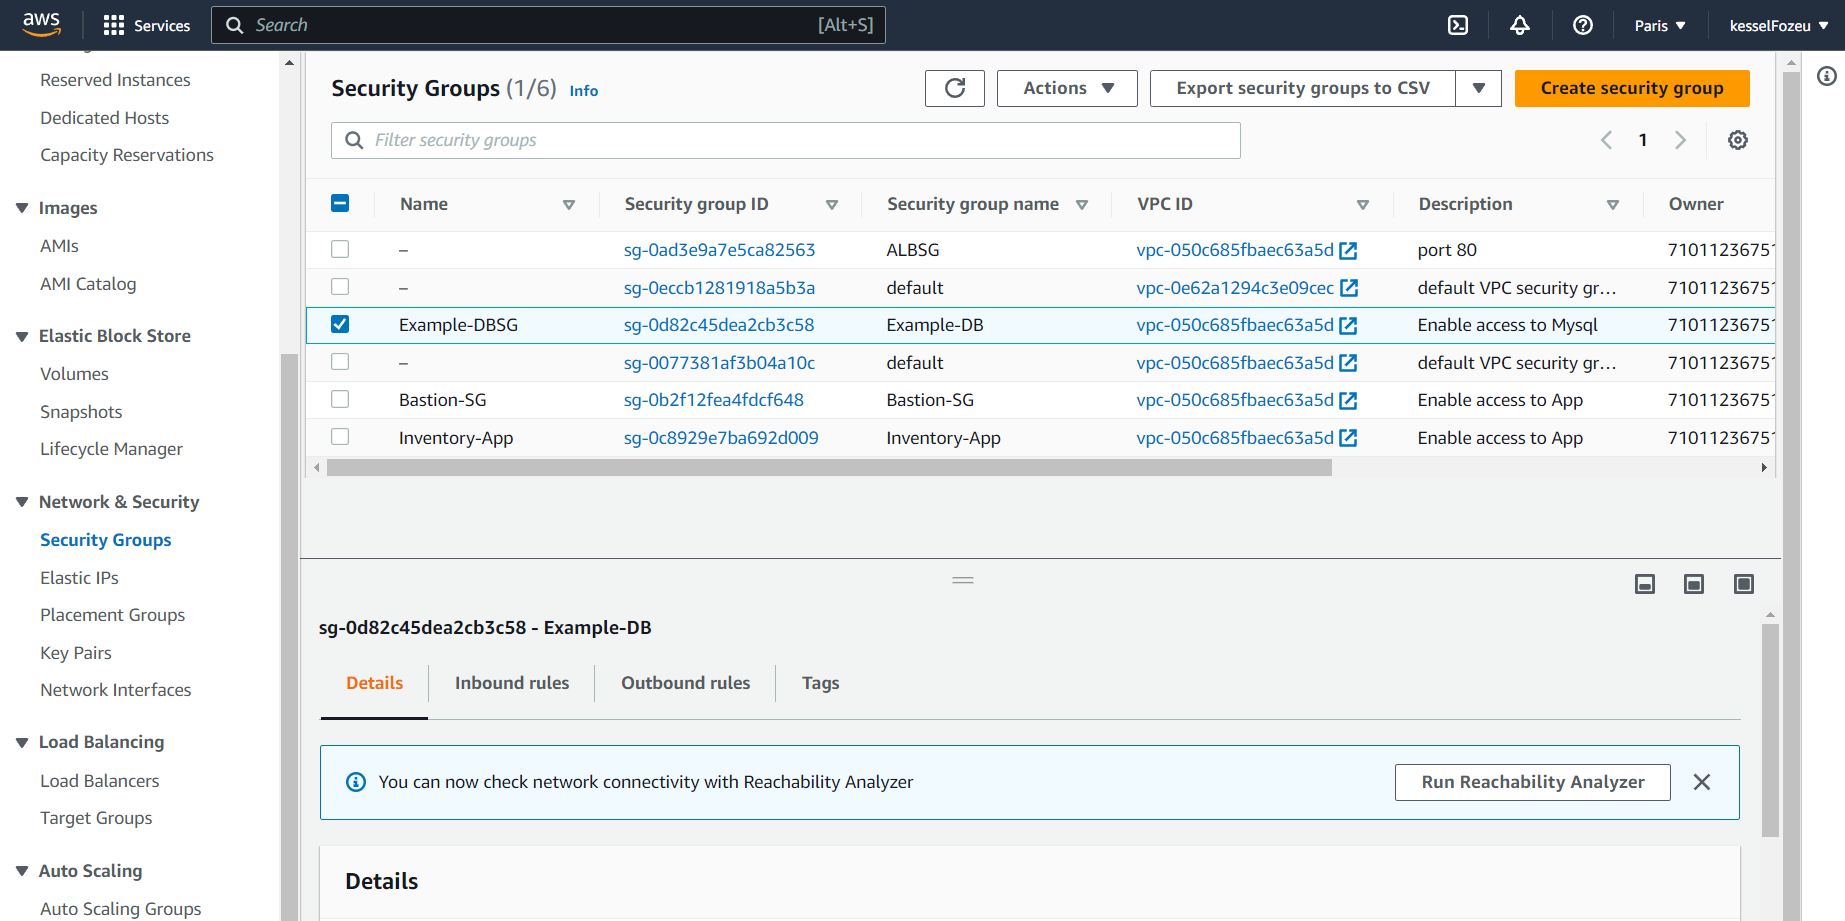 aws Services Search [Alt+S] Paris kesselFozeu
Reserved Instances
Dedicated Hosts
Capacity Reservations
Images
AMIs
AMI Catalog
Elastic Block Store
Volumes
Snapshots
Lifecycle Manager
Network & Security
Security Groups
Elastic IPs
Placement Groups
Key Pairs
Network Interfaces
Load Balancing
Load Balancers
Target Groups
Auto Scaling
Auto Scaling Groups
Security Groups (1/6) Info Actions Export security groups to CSV Create security group
Filter security groups 1
Name Security group ID Security group name VPC ID Description Owner
– sg-0ad3e9a7e5ca82563 ALBSG vpc-050c685fbaec63a5d port 80 71011236751
– sg-0eccb1281918a5b3a default vpc-0e62a1294c3e09cec default VPC security gr… 71011236751
Example-DBSG sg-0d82c45dea2cb3c58 Example-DB vpc-050c685fbaec63a5d Enable access to Mysql 71011236751
– sg-0077381af3b04a10c default vpc-050c685fbaec63a5d default VPC security gr… 71011236751
Bastion-SG sg-0b2f12fea4fdcf648 Bastion-SG vpc-050c685fbaec63a5d Enable access to App 71011236751
Inventory-App sg-0c8929e7ba692d009 Inventory-App vpc-050c685fbaec63a5d Enable access to App 71011236751
sg-0d82c45dea2cb3c58 - Example-DB
Details Inbound rules Outbound rules Tags
You can now check network connectivity with Reachability Analyzer Run Reachability Analyzer
Details